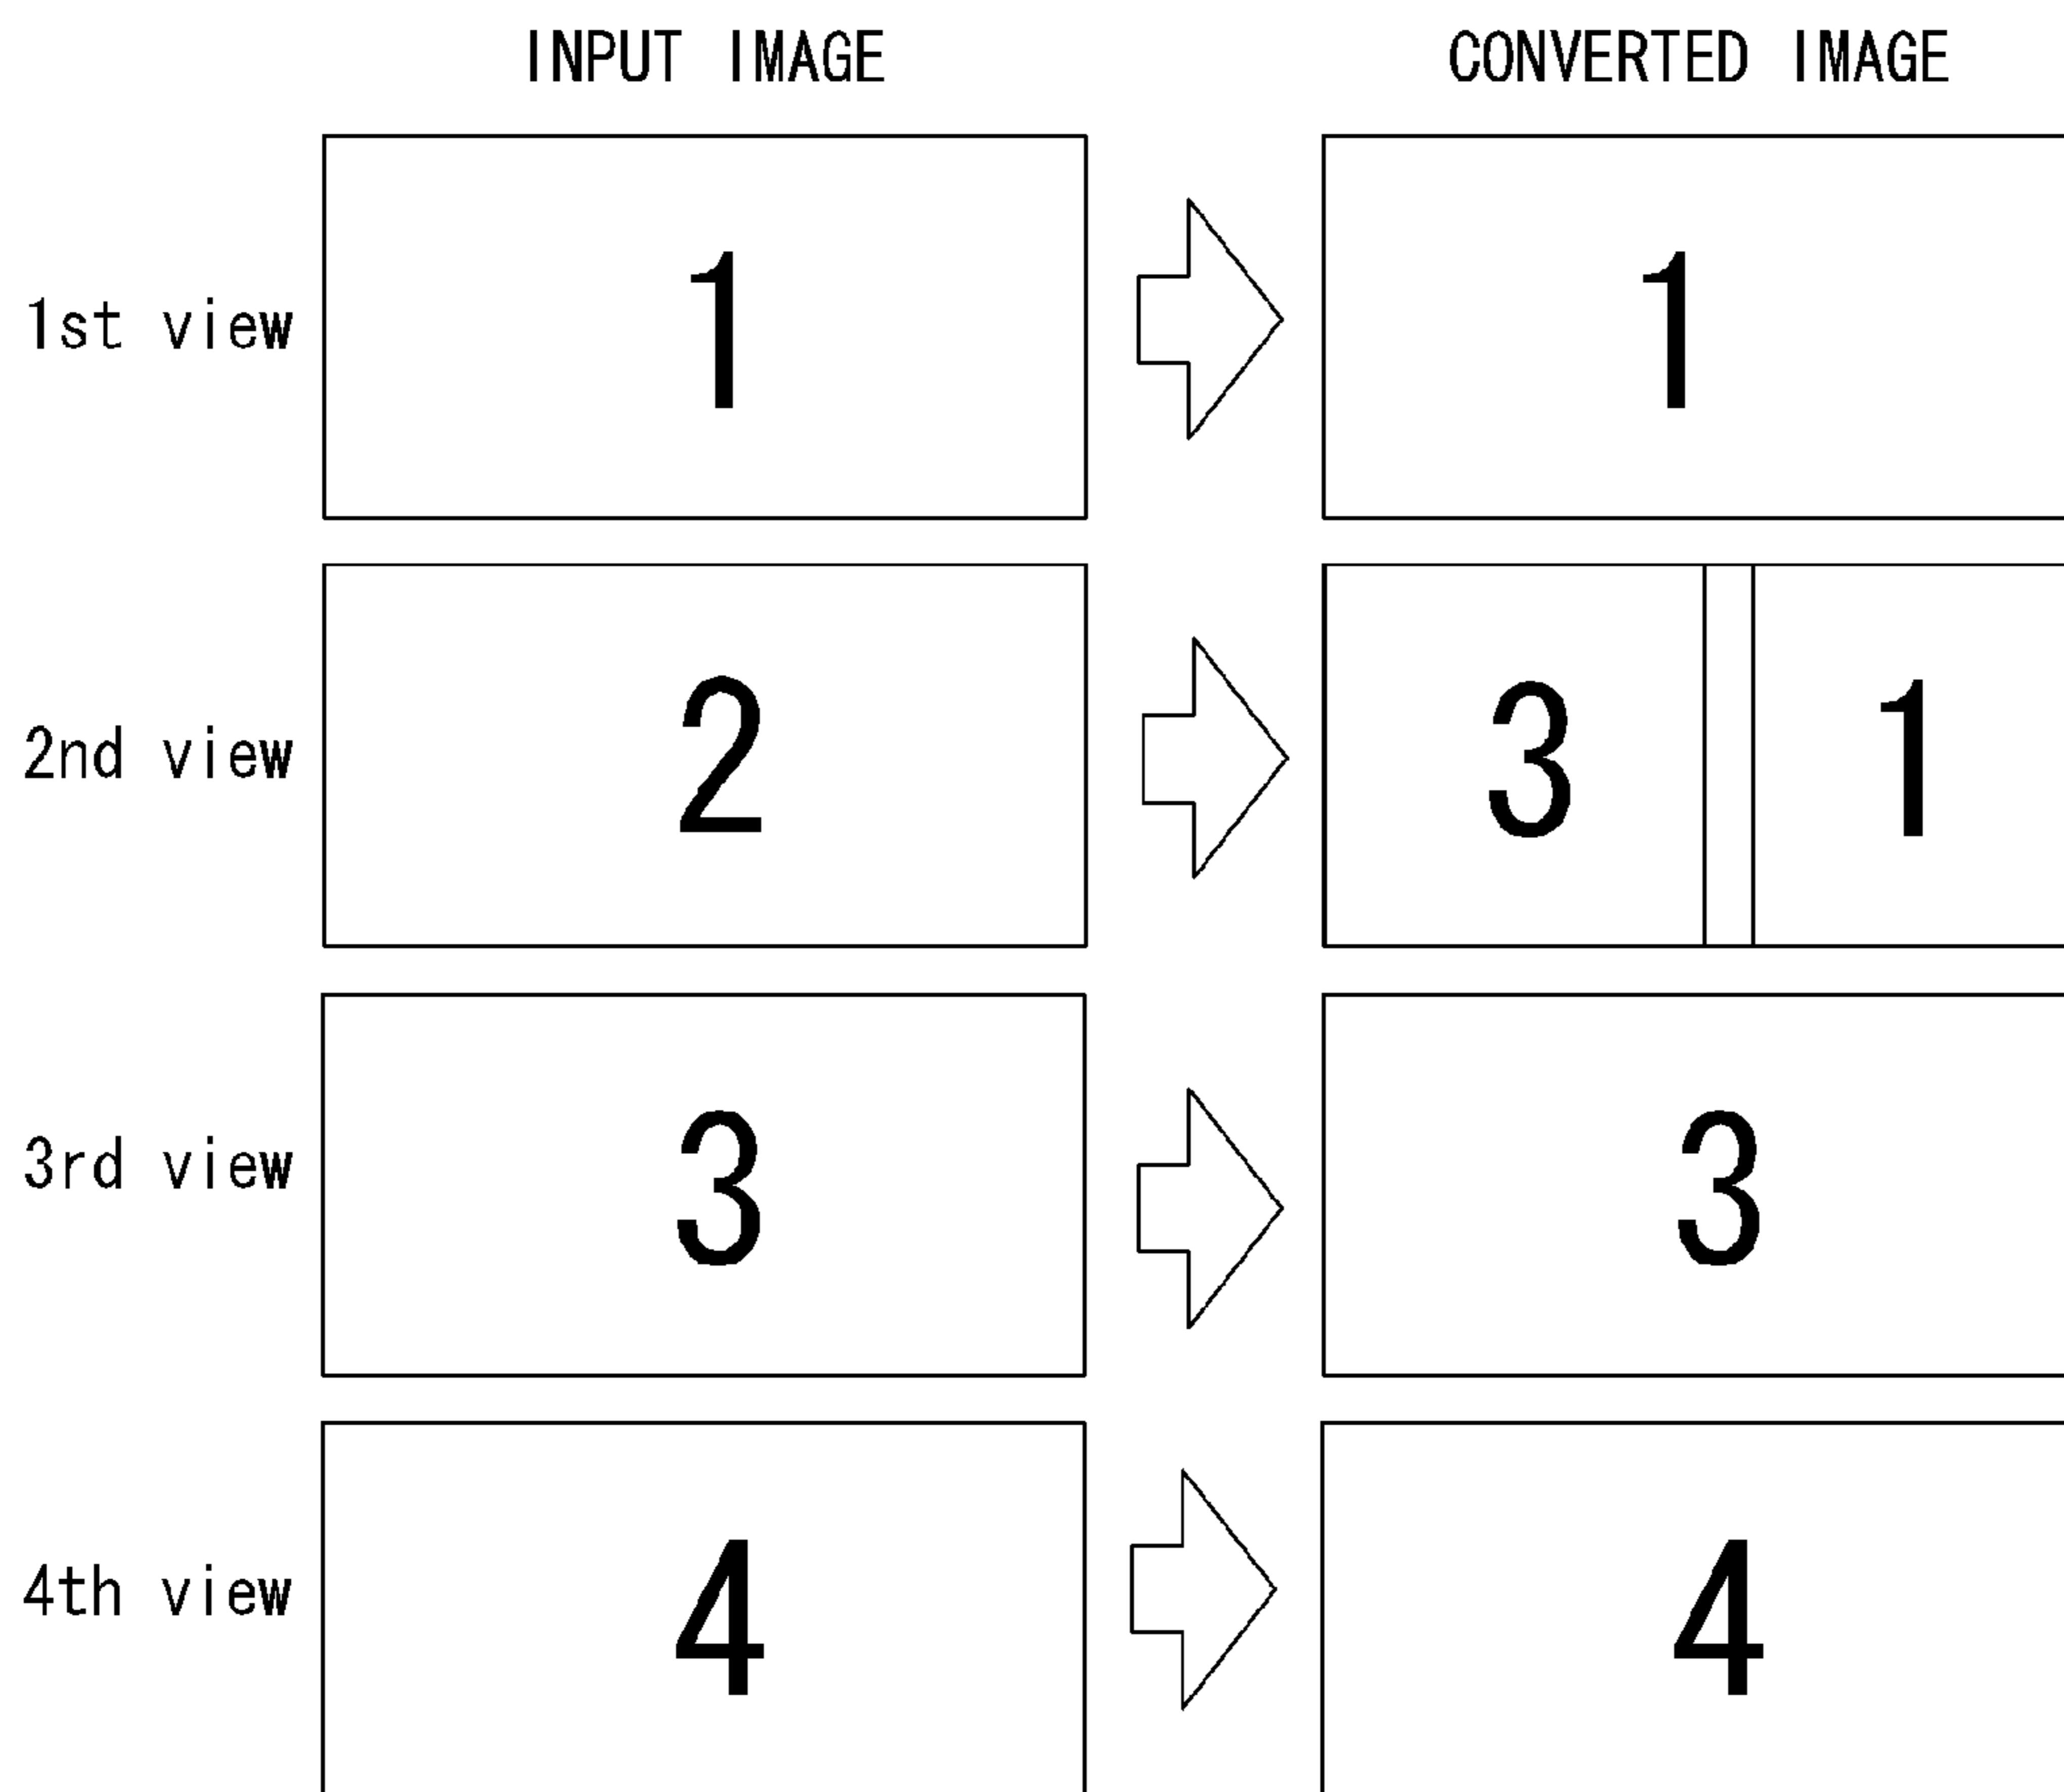 INPUT IMAGE CONVERTED IMAGE
1st view 1 1
2nd view 2 3 1
3rd view 3 3
4th view 4 4